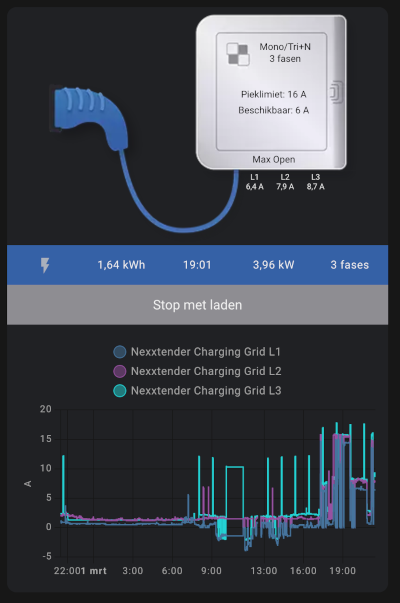 Mono/Tri+N
3 fasen
Pieklimiet: 16 A
Beschikbaar: 6 A
Max Open
L1 L2 L3
6,4 A 7,9 A 8,7 A
1,64 kWh 19:01 3,96 kW 3 fases
Stop met laden
Nexxtender Charging Grid L1
Nexxtender Charging Grid L2
Nexxtender Charging Grid L3
20
15
10
5
0
-5
A
22:00 1 mrt 3:00 6:00 9:00 13:00 16:00 19:00